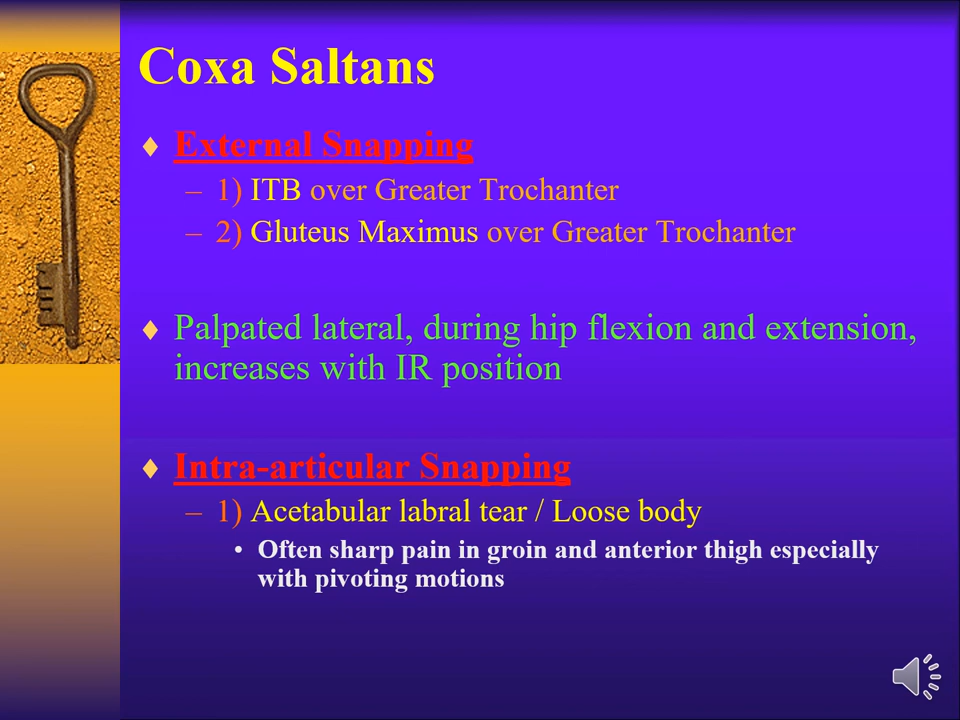 Coxa Saltans
♦ External Snapping
– 1) ITB over Greater Trochanter
– 2) Gluteus Maximus over Greater Trochanter
♦ Palpated lateral, during hip flexion and extension,
increases with IR position
♦ Intra-articular Snapping
– 1) Acetabular labral tear / Loose body
• Often sharp pain in groin and anterior thigh especially
with pivoting motions